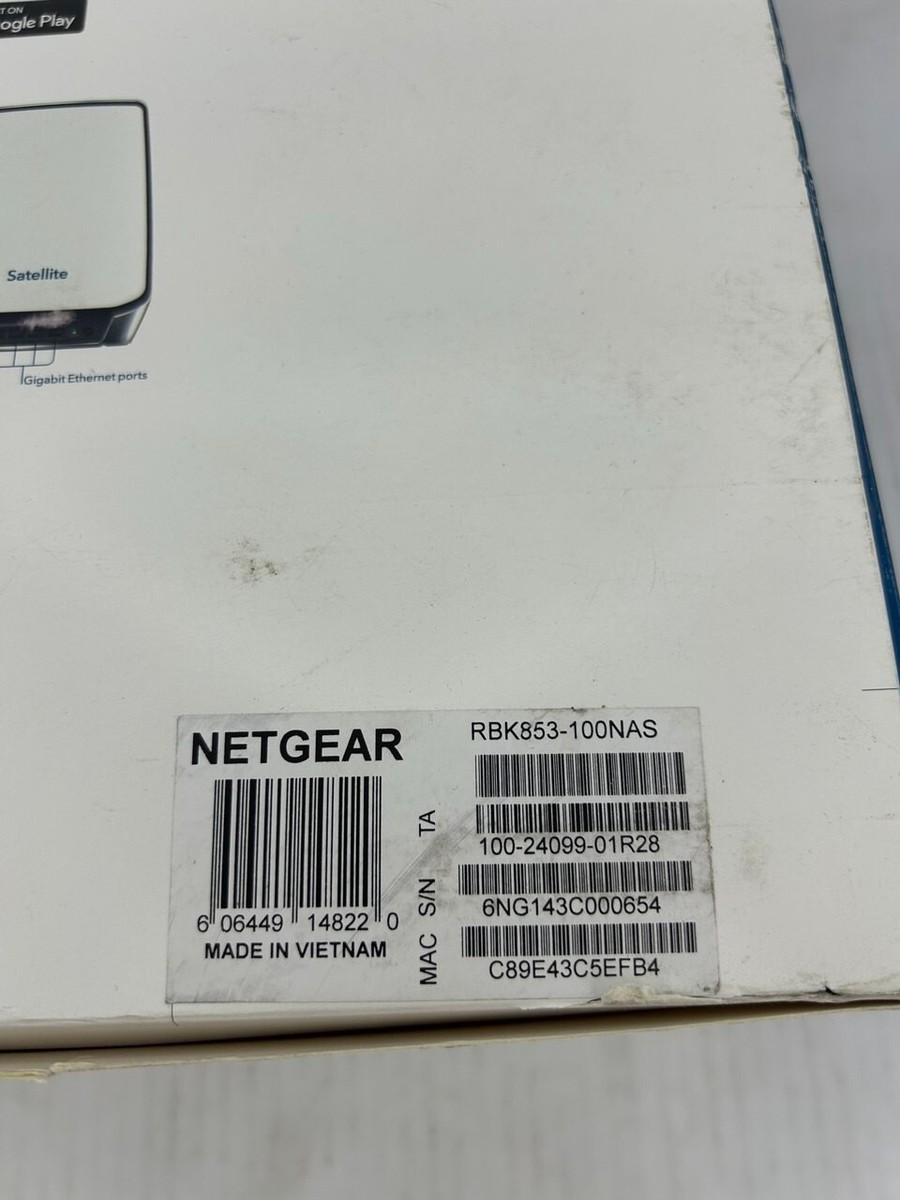 T ON
ogle Play
Satellite
Gigabit Ethernet ports
NETGEAR
RBK853-100NAS
TA
100-24099-01R28
S/N
6NG143C000654
MAC
C89E43C5EFB4
6 06449 14822 0
MADE IN VIETNAM